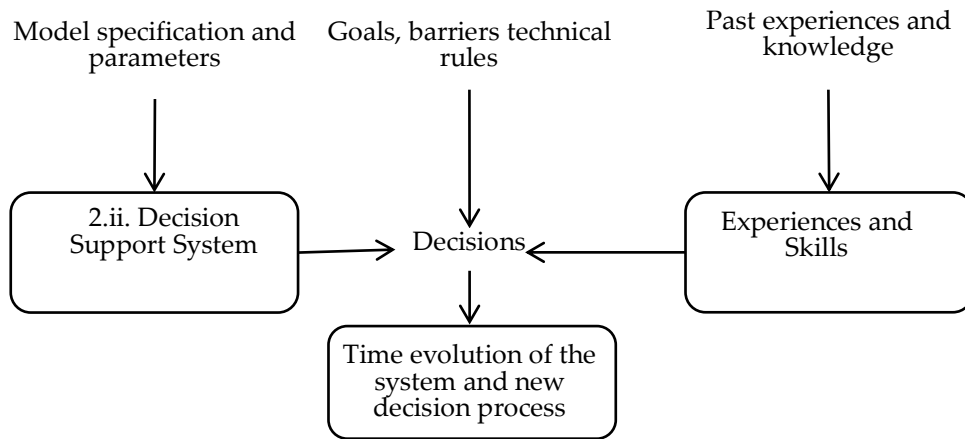 Model specification and
parameters
Goals, barriers technical
rules
Past experiences and
knowledge
2.ii. Decision
Support System
Decisions
Experiences and
Skills
Time evolution of the
system and new
decision process